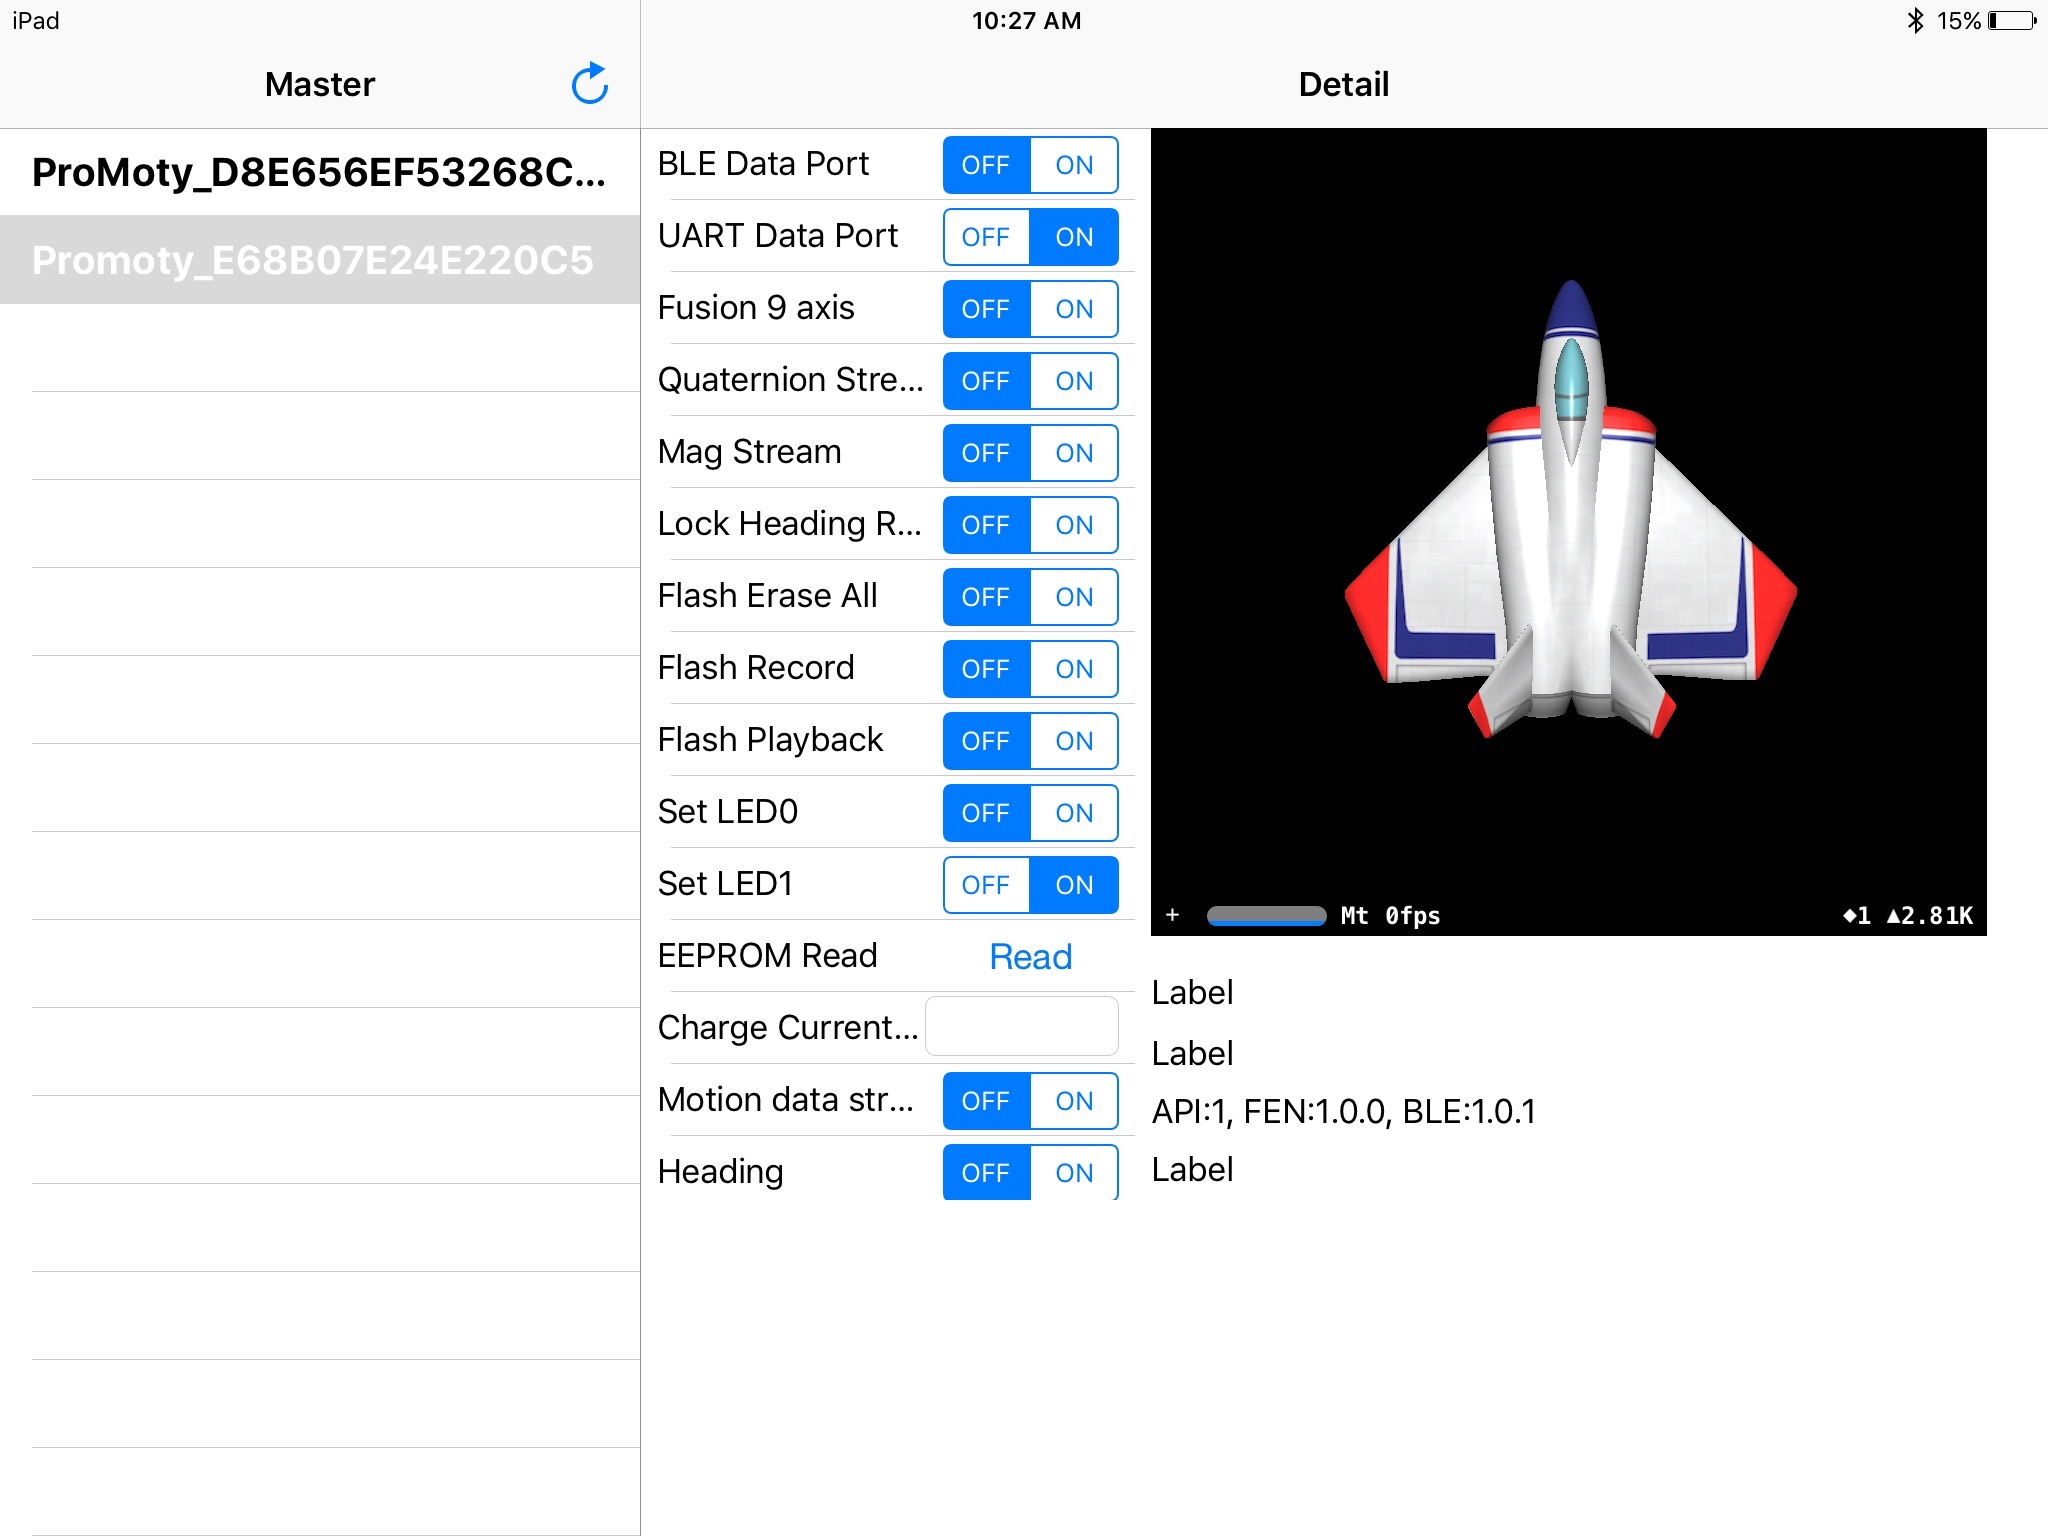 iPad
10:27 AM
15%
Master
Detail
ProMoty_D8E656EF53268C...
Promoty_E68B07E24E220C5
BLE Data Port OFF ON
UART Data Port OFF ON
Fusion 9 axis OFF ON
Quaternion Stre... OFF ON
Mag Stream OFF ON
Lock Heading R... OFF ON
Flash Erase All OFF ON
Flash Record OFF ON
Flash Playback OFF ON
Set LED0 OFF ON
Set LED1 OFF ON
EEPROM Read Read
Charge Current...
Motion data str... OFF ON
Heading OFF ON
+ Mt 0fps ◆1 ▲2.81K
Label
Label
API:1, FEN:1.0.0, BLE:1.0.1
Label